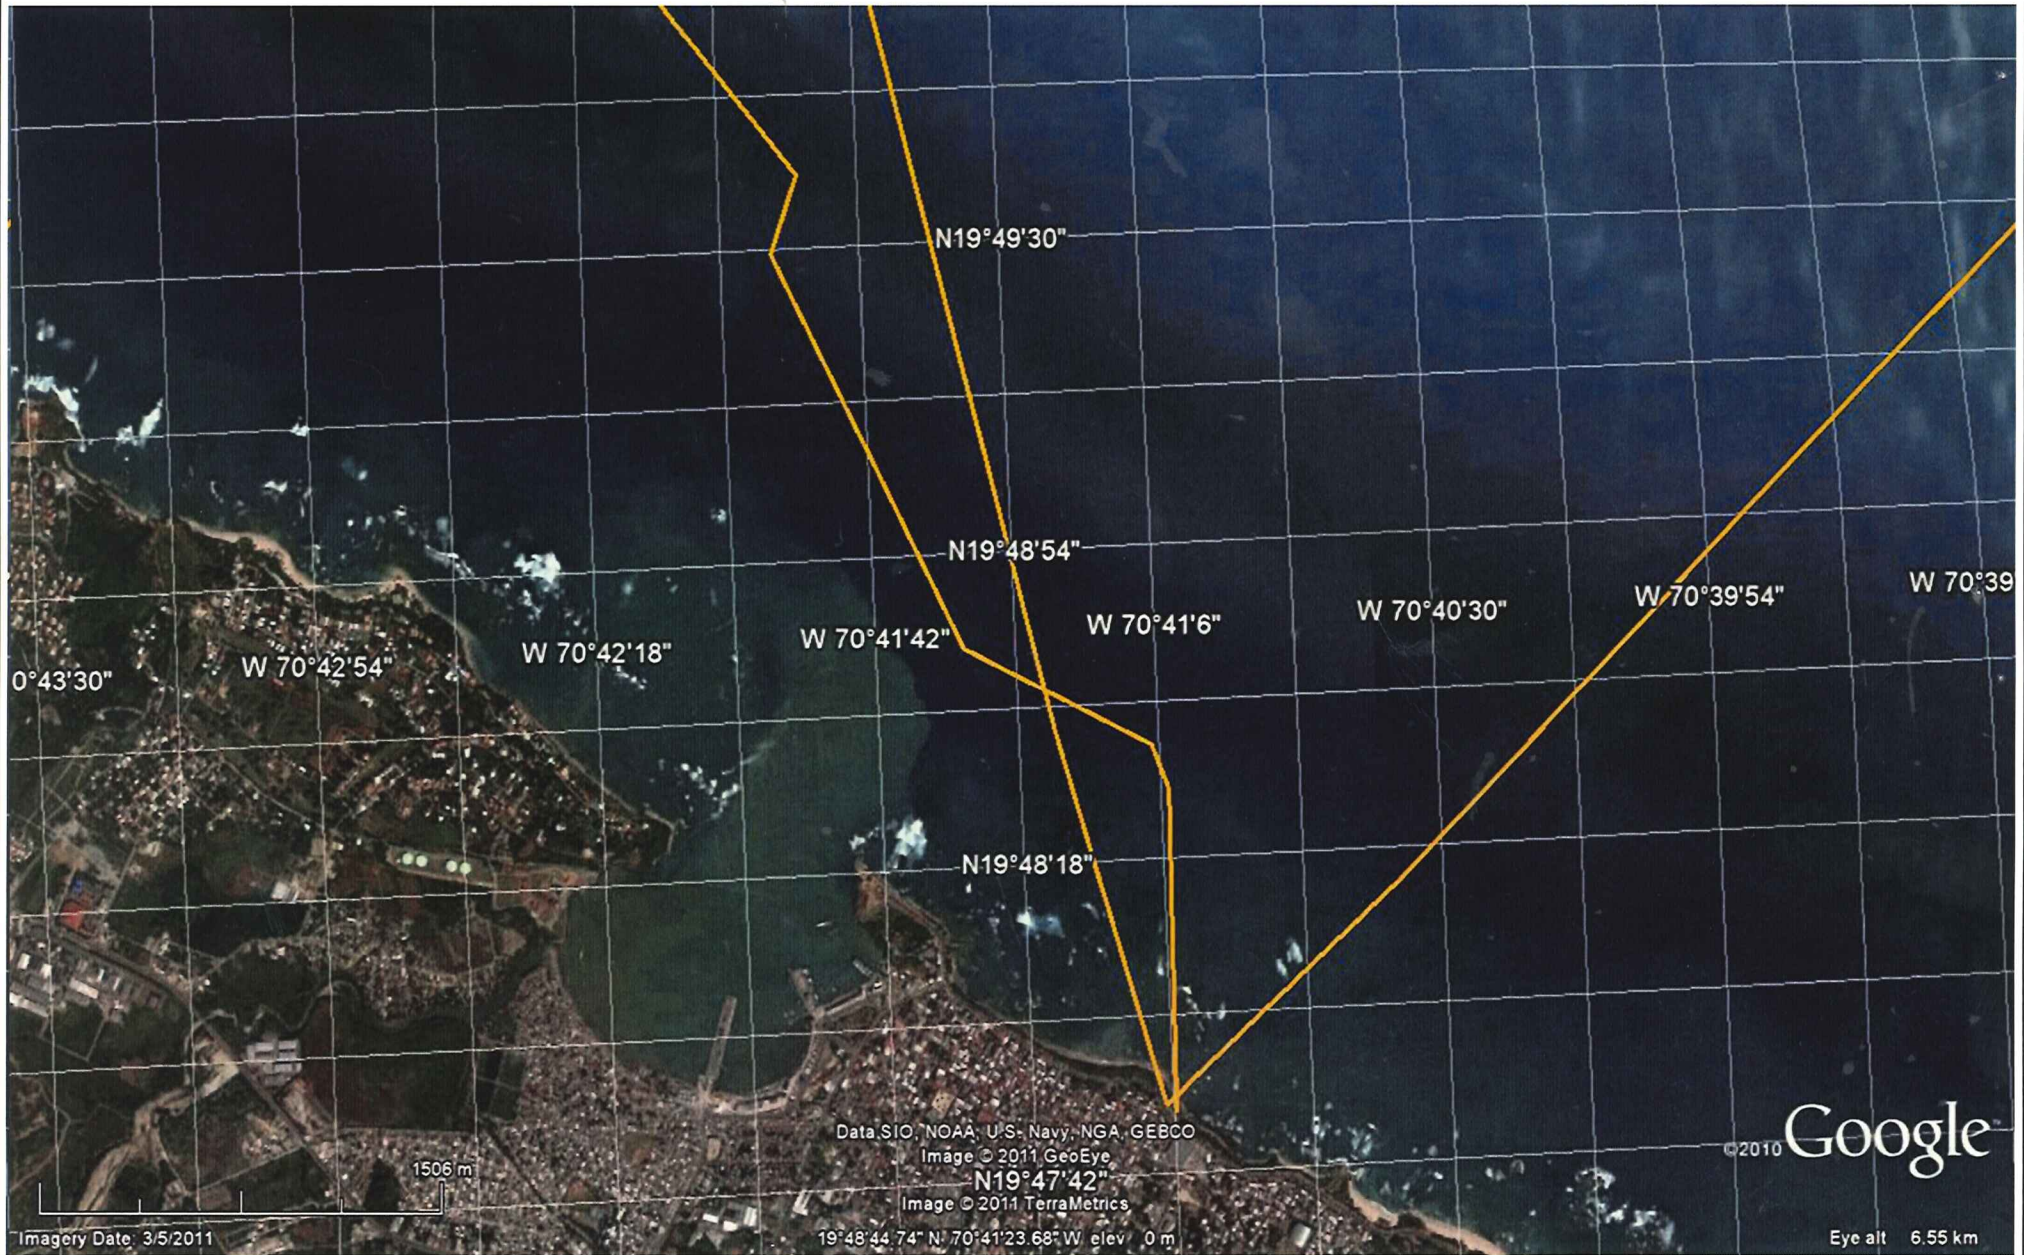 N19°49'30"
N19°48'54"
W 70°39
W 70°39'54"
W 70°40'30"
W 70°41'6"
W 70°41'42"
W 70°42'18"
W 70°42'54"
0°43'30"
N19°48'18"
Data SIO, NOAA, U.S. Navy, NGA, GEBCO
Image © 2011 GeoEye
N19°47'42"
Image © 2011 TerraMetrics
©2010 Google
1506 m
Imagery Date: 3/5/2011
19°48'44.74" N 70°41'23.68" W elev 0 m
Eye alt 6.55 km